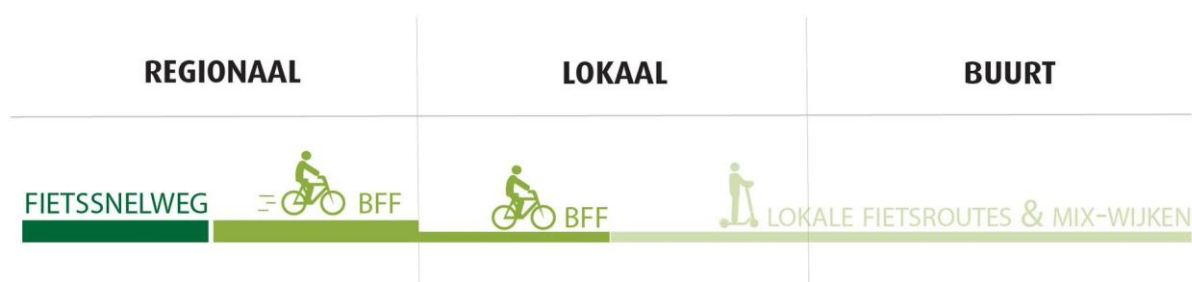 REGIONAAL LOKAAL BUURT
FIETSSNELWEG BFF BFF LOKALE FIETSROUTES & MIX-WIJKEN